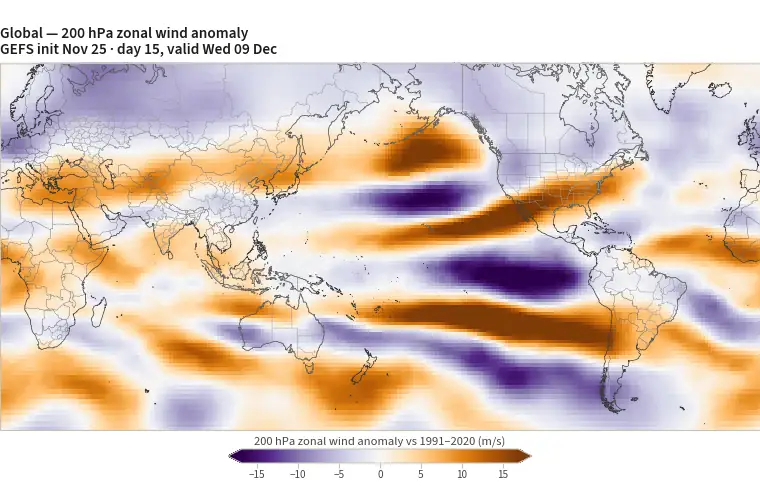 Global — 200 hPa zonal wind anomaly
GEFS init Nov 25 · day 15, valid Wed 09 Dec
200 hPa zonal wind anomaly vs 1991–2020 (m/s)
−15 −10 −5 0 5 10 15